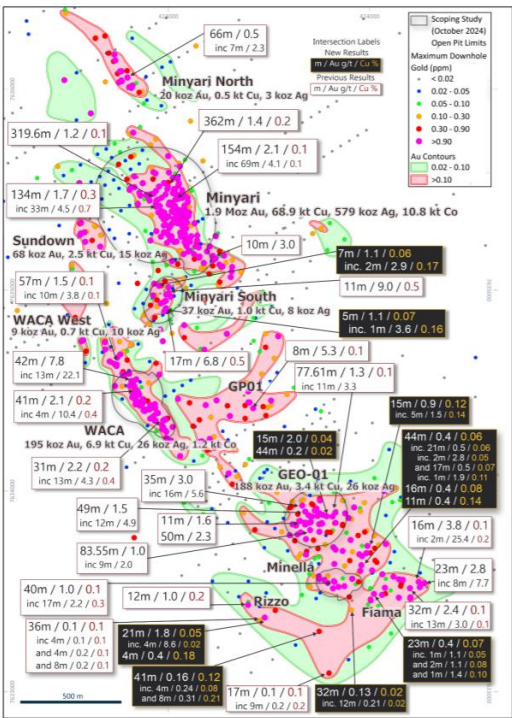 Scoping Study
(October 2024)
Open Pit Limits
Intersection Labels
New Results
m / Au g/t / Cu %
Previous Results
m / Au g/t / Cu %
Maximum Downhole
Gold (ppm)
< 0.02
0.02 - 0.05
0.05 - 0.10
0.10 - 0.30
0.30 - 0.90
>0.90
Au Contours
0.02 - 0.10
>0.10
66m / 0.5
inc 7m / 2.3
Minyari North
20 koz Au, 0.5 kt Cu, 3 koz Ag
319.6m / 1.2 / 0.1
362m / 1.4 / 0.2
154m / 2.1 / 0.1
inc 69m / 4.1 / 0.1
134m / 1.7 / 0.3
inc 33m / 4.5 / 0.7
Minyari
1.9 Moz Au, 68.9 kt Cu, 579 koz Ag, 10.8 kt Co
Sundown
68 koz Au, 2.5 kt Cu, 15 koz Ag
10m / 3.0
7m / 1.1 / 0.06
inc. 2m / 2.9 / 0.17
57m / 1.5 / 0.1
inc 10m / 3.8 / 0.1
11m / 9.0 / 0.5
Minyari South
37 koz Au, 1.0 kt Cu, 8 koz Ag
5m / 1.1 / 0.07
inc. 1m / 3.6 / 0.16
WACA West
9 koz Au, 0.7 kt Cu, 10 koz Ag
17m / 6.8 / 0.5
8m / 5.3 / 0.1
42m / 7.8
inc 13m / 22.1
GP01
77.61m / 1.3 / 0.1
inc 11m / 3.3
41m / 2.1 / 0.2
inc 4m / 10.4 / 0.4
15m / 0.9 / 0.12
inc. 5m / 1.5 / 0.14
WACA
195 koz Au, 6.9 kt Cu, 26 koz Ag, 1.2 kt Co
15m / 2.0 / 0.04
44m / 0.2 / 0.02
44m / 0.4 / 0.06
inc. 21m / 0.5 / 0.06
inc. 2m / 2.8 / 0.05
and 17m / 0.5 / 0.07
inc. 1m / 1.9 / 0.11
16m / 0.4 / 0.08
11m / 0.4 / 0.14
31m / 2.2 / 0.2
inc 13m / 4.3 / 0.4
GEO-01
188 koz Au, 3.4 kt Cu, 26 koz Ag
35m / 3.0
inc 16m / 5.6
49m / 1.5
inc 12m / 4.9
11m / 1.6
50m / 2.3
16m / 3.8 / 0.1
inc 2m / 25.4 / 0.2
83.55m / 1.0
inc 9m / 2.0
Minella
23m / 2.8
inc 8m / 7.7
40m / 1.0 / 0.1
inc 17m / 2.2 / 0.3
12m / 1.0 / 0.2
Rizzo
Fiama
32m / 2.4 / 0.1
inc 13m / 3.0 / 0.1
36m / 0.1 / 0.1
inc 4m / 0.1 / 0.1
and 4m / 0.2 / 0.1
and 8m / 0.2 / 0.1
21m / 1.8 / 0.05
inc. 4m / 8.6 / 0.02
4m / 0.4 / 0.18
23m / 0.4 / 0.07
inc. 1m / 1.1 / 0.05
and 2m / 1.1 / 0.08
and 1m / 1.4 / 0.10
41m / 0.16 / 0.12
inc. 4m / 0.24 / 0.08
and 8m / 0.31 / 0.21
17m / 0.1 / 0.1
inc 9m / 0.2 / 0.2
32m / 0.13 / 0.02
inc. 12m / 0.21 / 0.02
500 m